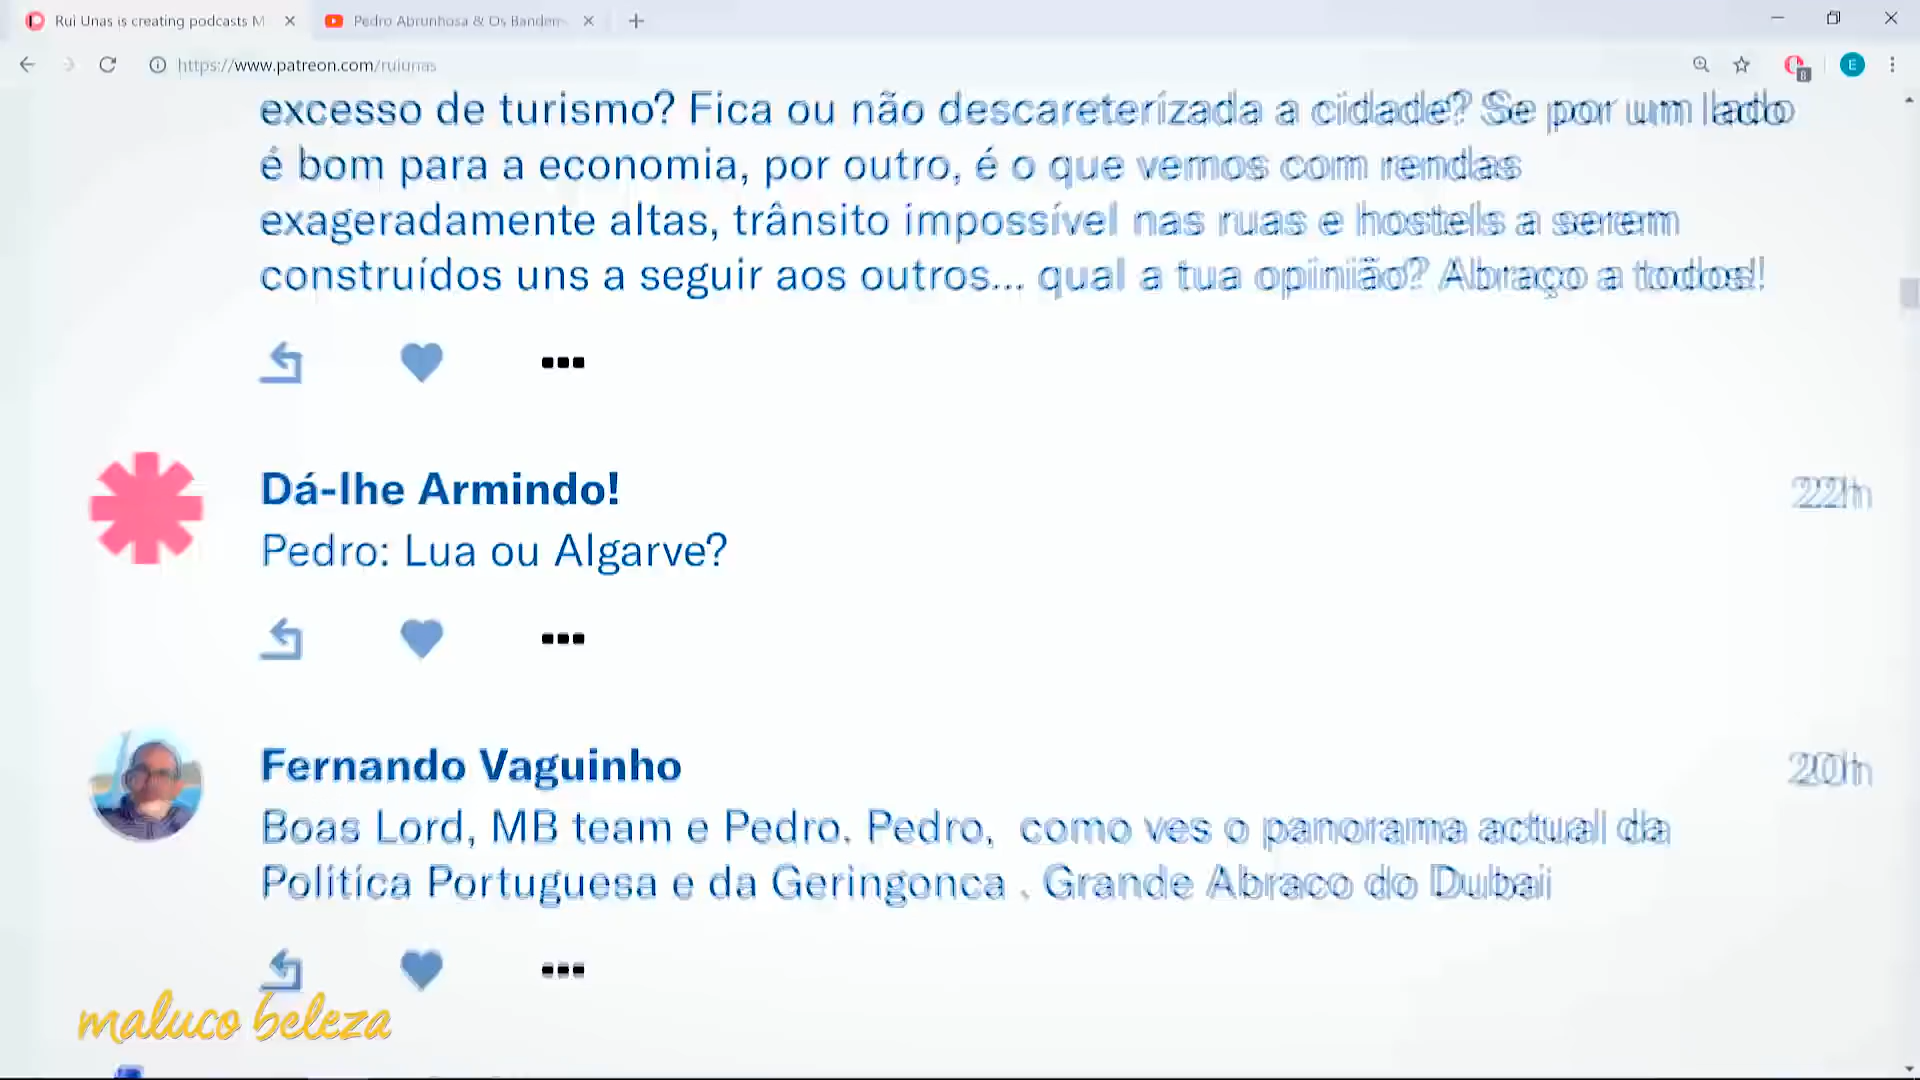 Rui Unas is creating podcasts M
Pedro Abrunhosa & Os Bandem
https://www.patreon.com/ruiunas
8
E
excesso de turismo? Fica ou não descareterízada a cidade? Se por um lado
é bom para a economia, por outro, é o que vemos com rendas
exageradamente altas, trânsito impossível nas ruas e hostels a serem
construídos uns a seguir aos outros... qual a tua opinião? Abraço a todos!
Dá-lhe Armindo!
22h
Pedro: Lua ou Algarve?
Fernando Vaguinho
20h
Boas Lord, MB team e Pedro. Pedro, como ves o panorama actual da
Política Portuguesa e da Geringonca . Grande Abraco do Dubai
maluco beleza